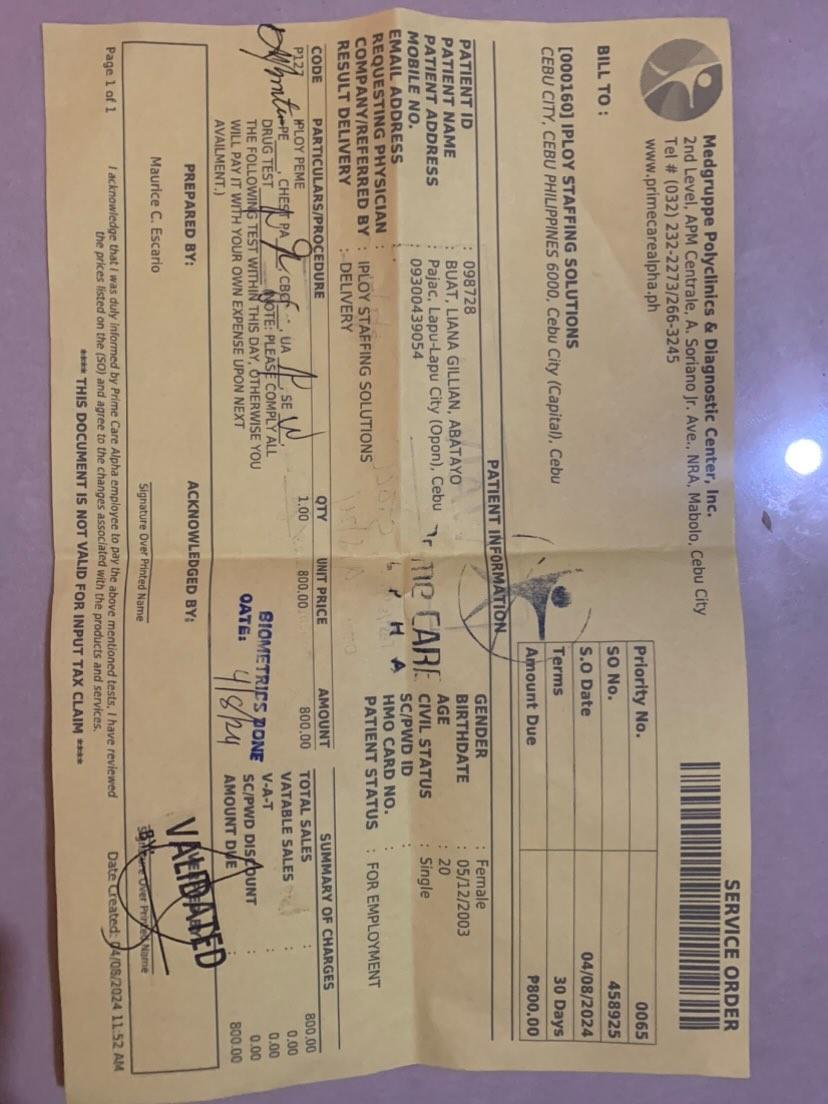 Medgruppe Polyclinics & Diagnostic Center, Inc.
2nd Level, APM Centrale, A. Soriano Jr. Ave., NRA, Mabolo, Cebu City
Tel # (032) 232-2273/266-3245
www.primecarealpha.ph
SERVICE ORDER
BILL TO :
[000160] IPLOY STAFFING SOLUTIONS
CEBU CITY, CEBU PHILIPPINES 6000, Cebu City (Capital), Cebu
Priority No. 0065
SO No. 458925
S.O Date 04/08/2024
Terms 30 Days
Amount Due ₱800.00
PATIENT INFORMATION
PATIENT ID : 098728
PATIENT NAME : BUAT, LIANA GILLIAN, ABATAYO
PATIENT ADDRESS : Pajac, Lapu-Lapu City (Opon), Cebu
MOBILE NO. : 09300439054
EMAIL ADDRESS :
REQUESTING PHYSICIAN :
COMPANY/REFERRED BY : IPLOY STAFFING SOLUTIONS
RESULT DELIVERY : DELIVERY
GENDER : Female
BIRTHDATE : 05/12/2003
AGE : 20
CIVIL STATUS : Single
SC/PWD ID :
HMO CARD NO. :
PATIENT STATUS : FOR EMPLOYMENT
CARE
P H A
CODE PARTICULARS/PROCEDURE QTY UNIT PRICE AMOUNT
P127 IPLOY PEME 1.00 800.00 800.00
PE , CHEST PA , CBC , UA , SE
DRUG TEST NOTE: PLEASE COMPLY ALL
THE FOLLOWING TEST WITHIN THIS DAY, OTHERWISE YOU
WILL PAY IT WITH YOUR OWN EXPENSE UPON NEXT
AVAILMENT.)
BIOMETRICS DONE
DATE: 4/8/24
SUMMARY OF CHARGES
TOTAL SALES : 800.00
VATABLE SALES : 0.00
V-A-T 0.00
SC/PWD DISCOUNT : 0.00
AMOUNT DUE : 800.00
PREPARED BY:
Maurice C. Escario
ACKNOWLEDGED BY:
Signature Over Printed Name
VALIDATED
BY:
Signature Over Printed Name
Page 1 of 1
I acknowledge that I was duly informed by Prime Care Alpha employee to pay the above mentioned tests, I have reviewed
the prices listed on the (SO) and agree to the changes associated with the products and services.
Date Created: 04/08/2024 11:52 AM
**** THIS DOCUMENT IS NOT VALID FOR INPUT TAX CLAIM ****